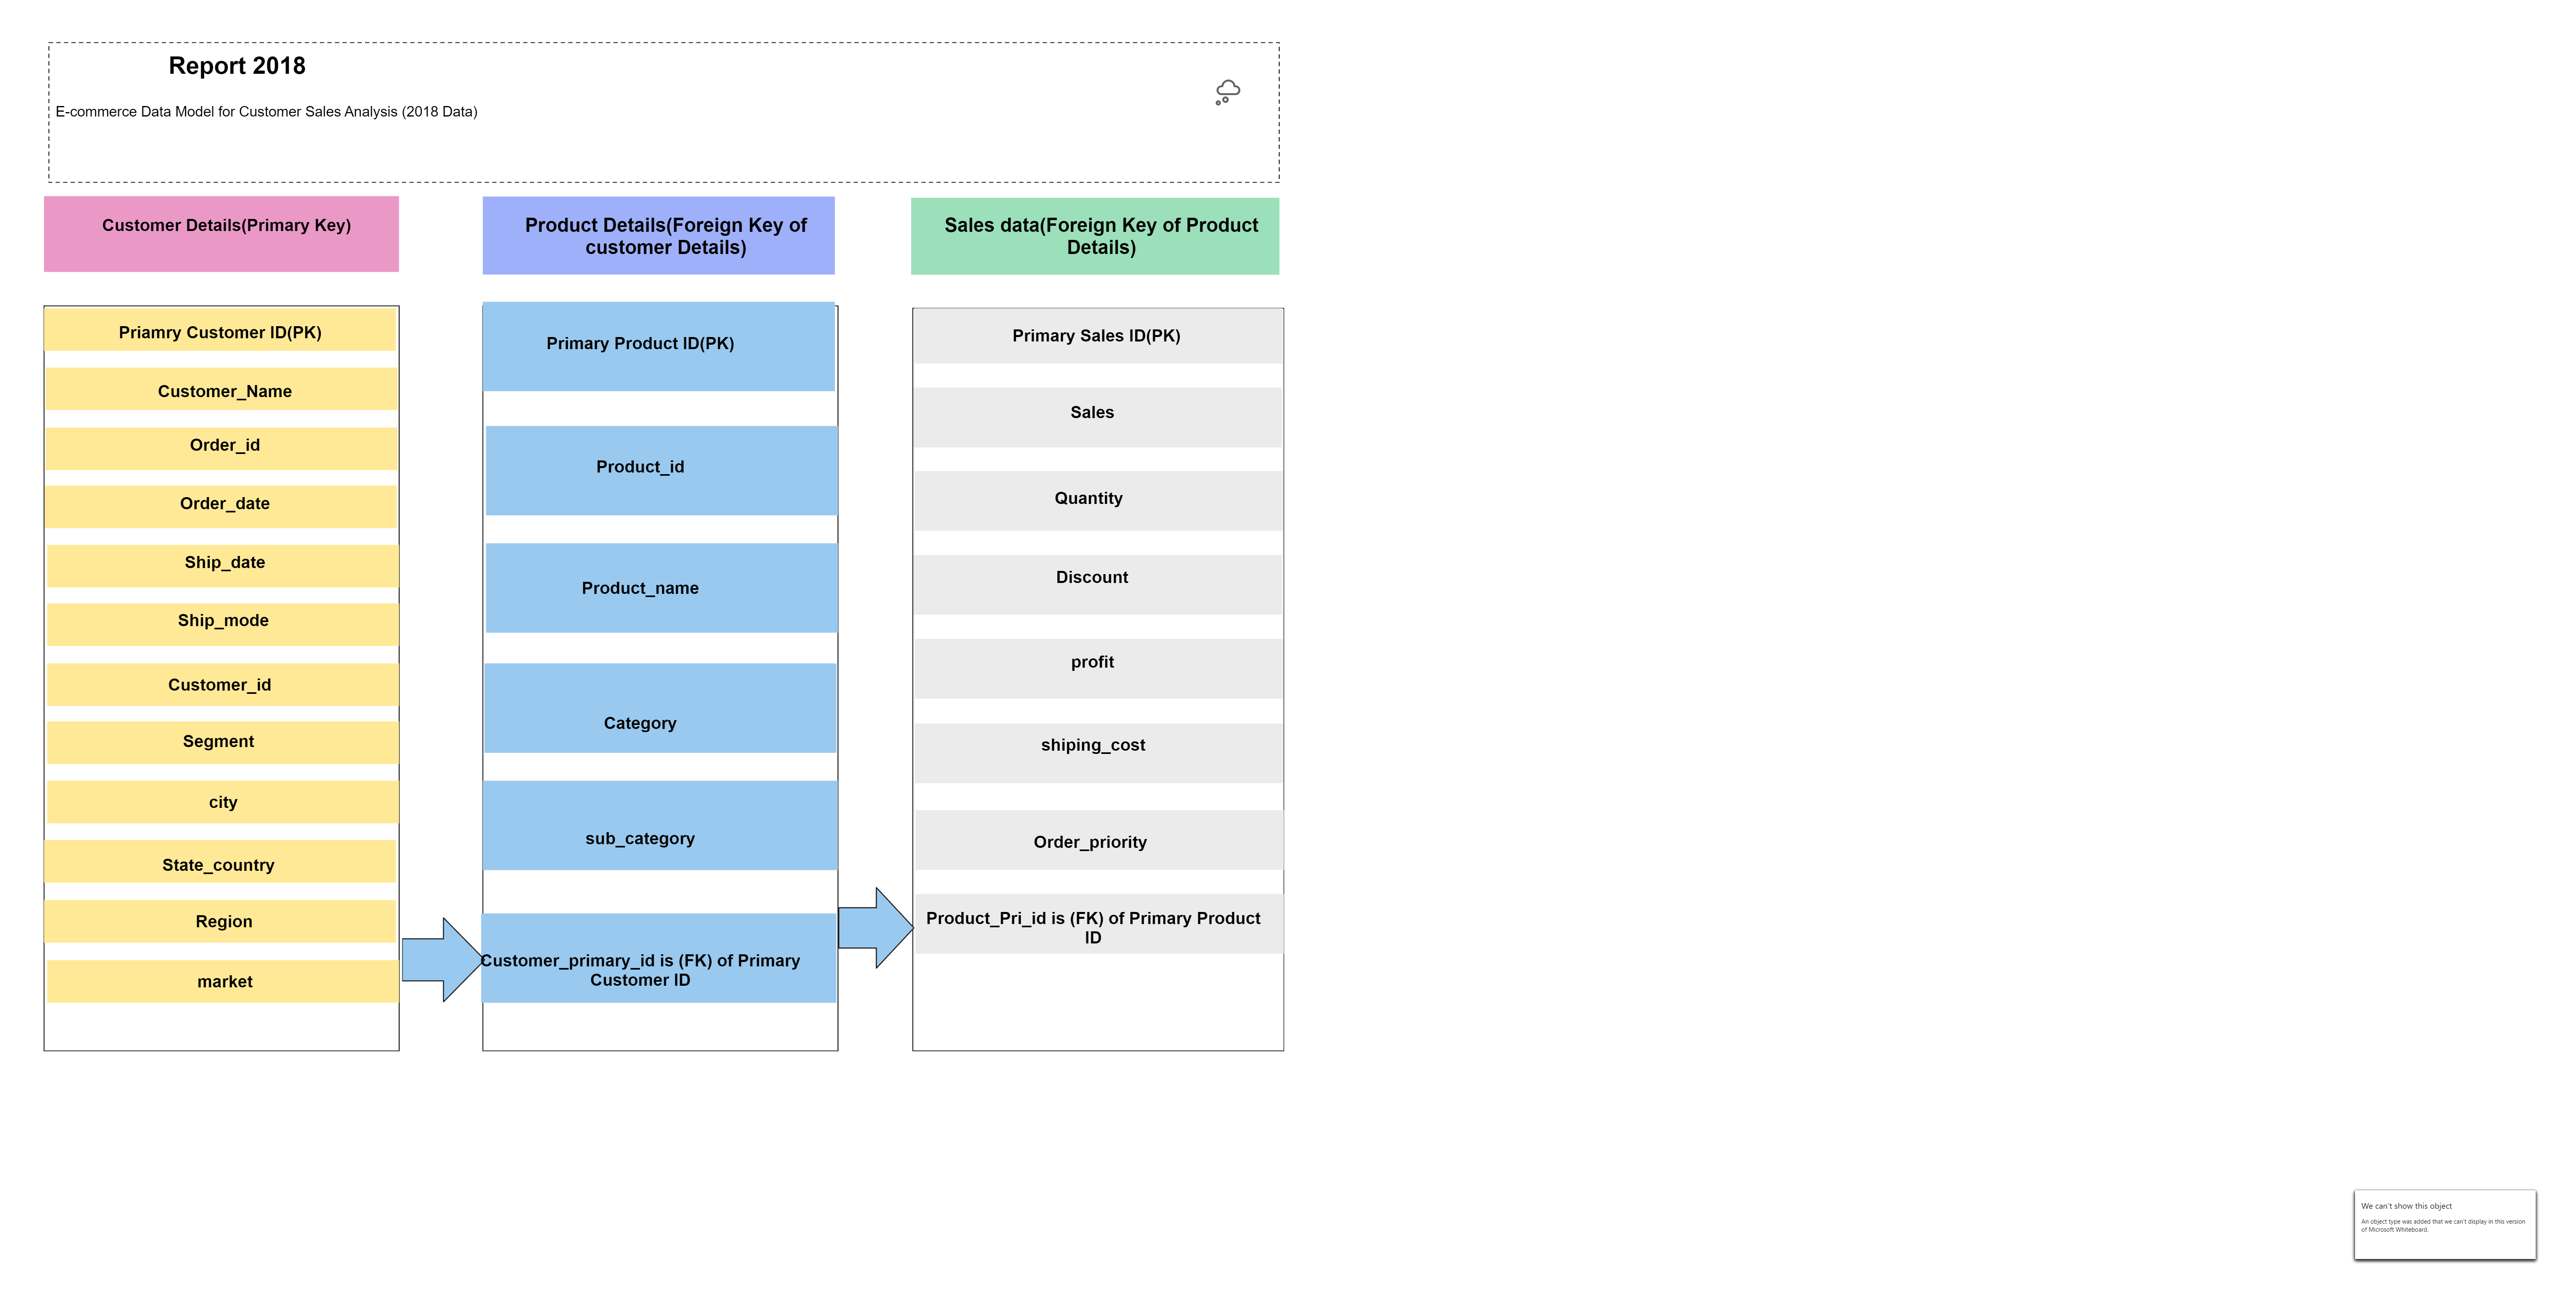 Report 2018
E-commerce Data Model for Customer Sales Analysis (2018 Data)
Customer Details(Primary Key)
Product Details(Foreign Key of
customer Details)
Sales data(Foreign Key of Product
Details)
Priamry Customer ID(PK)
Customer_Name
Order_id
Order_date
Ship_date
Ship_mode
Customer_id
Segment
city
State_country
Region
market
Primary Product ID(PK)
Product_id
Product_name
Category
sub_category
Customer_primary_id is (FK) of Primary
Customer ID
Primary Sales ID(PK)
Sales
Quantity
Discount
profit
shiping_cost
Order_priority
Product_Pri_id is (FK) of Primary Product
ID
We can't show this object
An object type was added that we can't display in this version
of Microsoft Whiteboard.